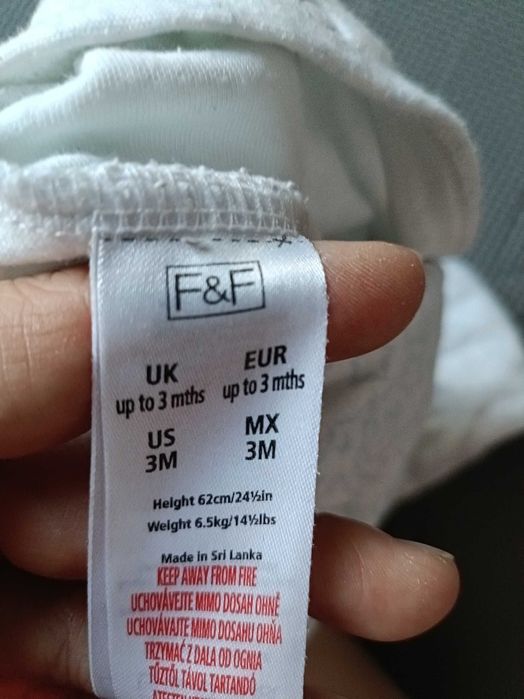 F&F
UK
up to 3 mths
EUR
up to 3 mths
US
3M
MX
3M
Height 62cm/24½in
Weight 6.5kg/14½lbs
Made in Sri Lanka
KEEP AWAY FROM FIRE
UCHOVÁVEJTE MIMO DOSAH OHNĚ
UCHOVÁVAJTE MIMO DOSAHU OHŇA
TRZYMAĆ Z DALA OD OGNIA
TŰZTŐL TÁVOL TARTANDÓ